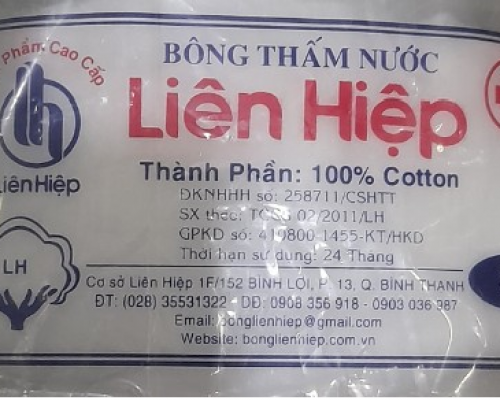 Phẩm Cao Cấp
LiênHiệp
LH
BÔNG THẤM NƯỚC
Liên Hiệp
Thành Phần: 100% Cotton
ĐKNHHH số: 258711/CSHTT
SX theo: TCCS 02/2011/LH
GPKD số: 410800-1455-KT/HKD
Thời hạn sử dụng: 24 Tháng
Cơ sở Liên Hiệp 1F/152 BÌNH LỢI, P. 13, Q. BÌNH THẠNH
ĐT: (028) 35531322 - DĐ: 0908 356 918 - 0903 036 987
Email: bonglienhiep@gmail.com
Website: bonglienhiep.com.vn